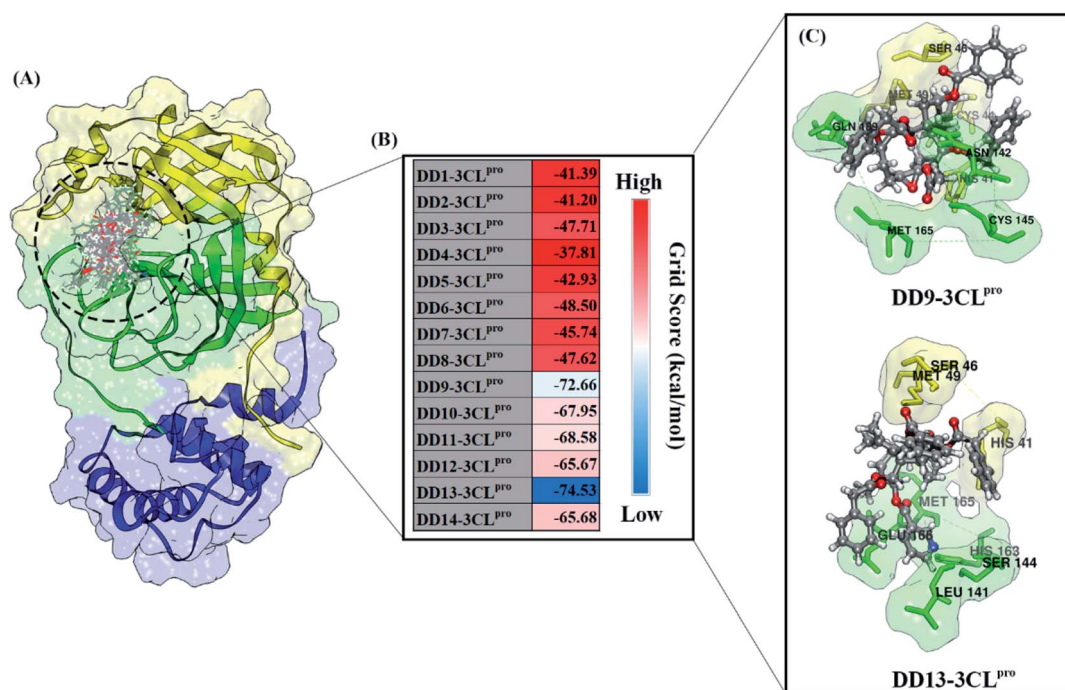 (A)
(B)
DD1-3CLpro -41.39
DD2-3CLpro -41.20
DD3-3CLpro -47.71
DD4-3CLpro -37.81
DD5-3CLpro -42.93
DD6-3CLpro -48.50
DD7-3CLpro -45.74
DD8-3CLpro -47.62
DD9-3CLpro -72.66
DD10-3CLpro -67.95
DD11-3CLpro -68.58
DD12-3CLpro -65.67
DD13-3CLpro -74.53
DD14-3CLpro -65.68
High
Grid Score (kcal/mol)
Low
(C)
SER 46
MET 49
GLN 189
ASN 142
HIS 41
CYS 145
MET 165
DD9-3CLpro
SER 46
MET 49
HIS 41
MET 165
GLU 166
HIS 163
SER 144
LEU 141
DD13-3CLpro